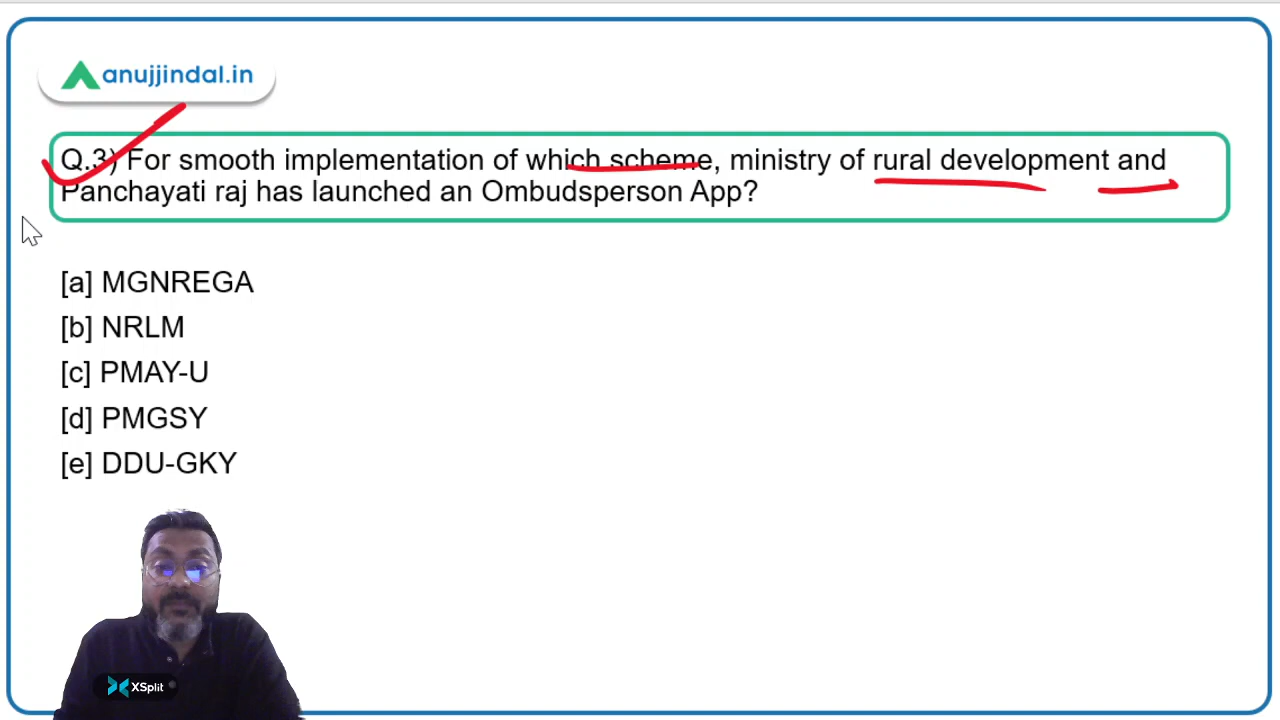 anujjindal.in
Q.3) For smooth implementation of which scheme, ministry of rural development and
Panchayati raj has launched an Ombudsperson App?
[a] MGNREGA
[b] NRLM
[c] PMAY-U
[d] PMGSY
[e] DDU-GKY
XSplit